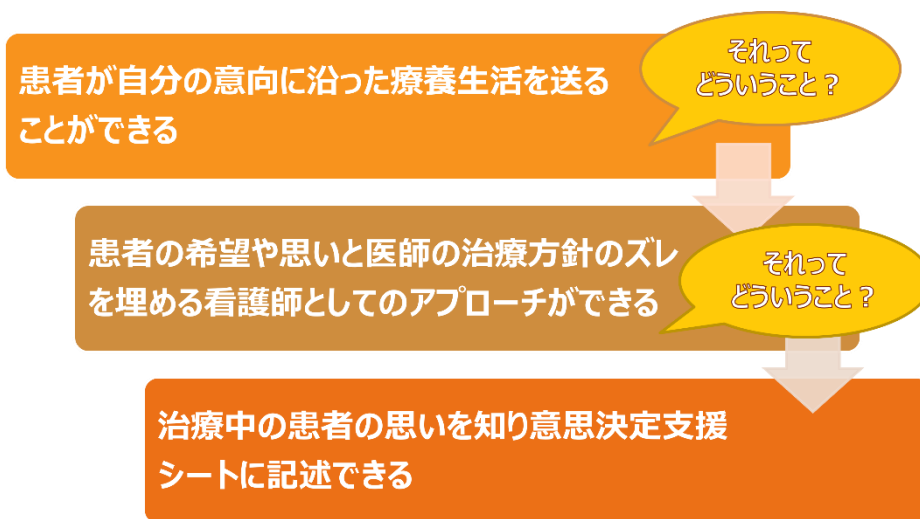 患者が自分の意向に沿った療養生活を送る
ことができる
それって
どういうこと？
患者の希望や思いと医師の治療方針のズレ
を埋める看護師としてのアプローチができる
それって
どういうこと？
治療中の患者の思いを知り意思決定支援
シートに記述できる